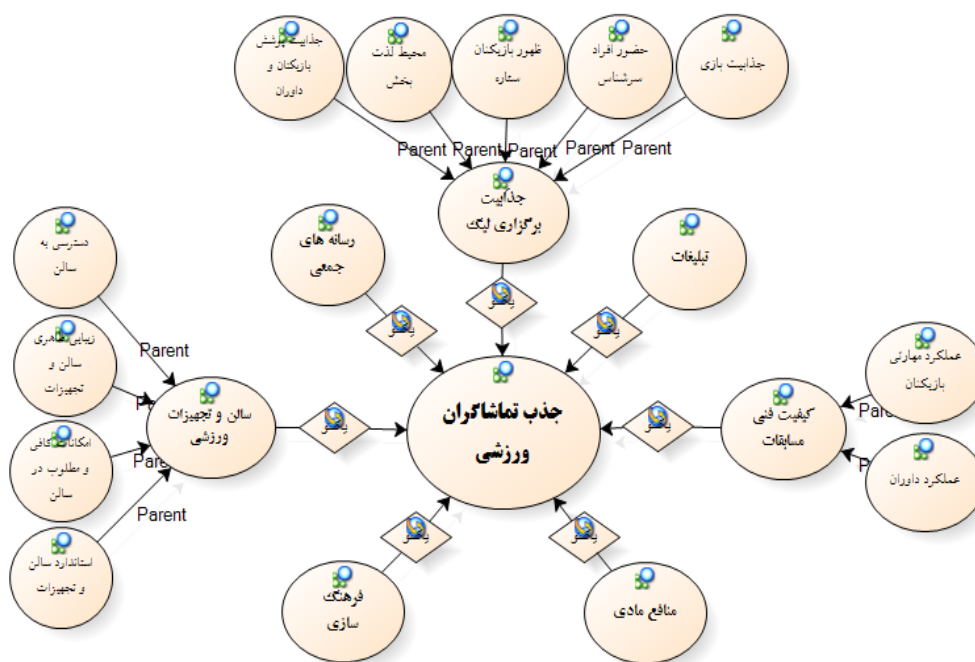 جذابیت پوشش
بازیکنان و
داوران
محیط لذت
بخش
ظهور بازیکنان
ستاره
حضور افراد
سرشناس
جذابیت بازی
Parent
Parent
Parent
Parent
Parent
جذابیت
برگزاری لیگ
رسانه های
جمعی
تبلیغات
دسترسی به
سالن
زیبایی ظاهری
سالن و
تجهیزات
امکانات کافی
و مطلوب در
سالن
استاندارد سالن
و تجهیزات
Parent
Parent
سالن و تجهیزات
ورزشی
جذب تماشاگران
ورزشی
کیفیت فنی
مسابقات
عملکرد مهارتی
بازیکنان
عملکرد داوران
فرهنگ
سازی
منافع مادی